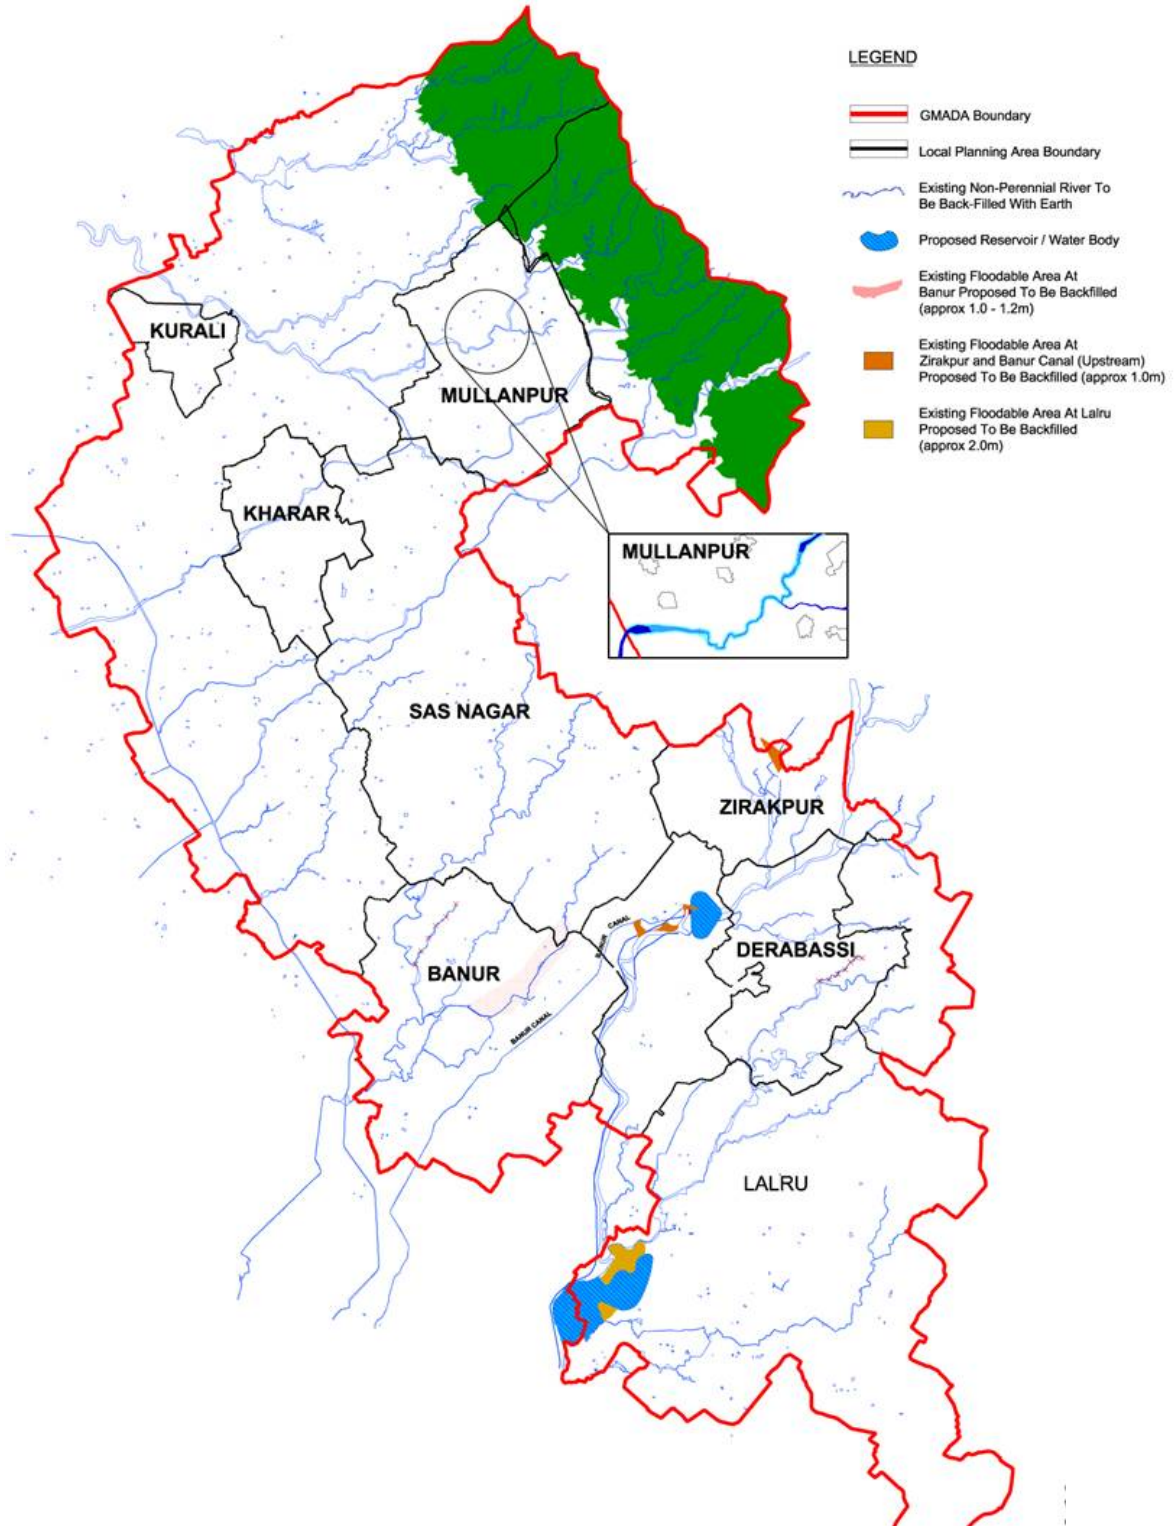 LEGEND
GMADA Boundary
Local Planning Area Boundary
Existing Non-Perennial River To
Be Back-Filled With Earth
Proposed Reservoir / Water Body
Existing Floodable Area At
Banur Proposed To Be Backfilled
(approx 1.0 - 1.2m)
Existing Floodable Area At
Zirakpur and Banur Canal (Upstream)
Proposed To Be Backfilled (approx 1.0m)
Existing Floodable Area At Lalru
Proposed To Be Backfilled
(approx 2.0m)
KURALI
MULLANPUR
KHARAR
MULLANPUR
SAS NAGAR
ZIRAKPUR
BANUR CANAL
DERABASSI
BANUR
BANUR CANAL
LALRU